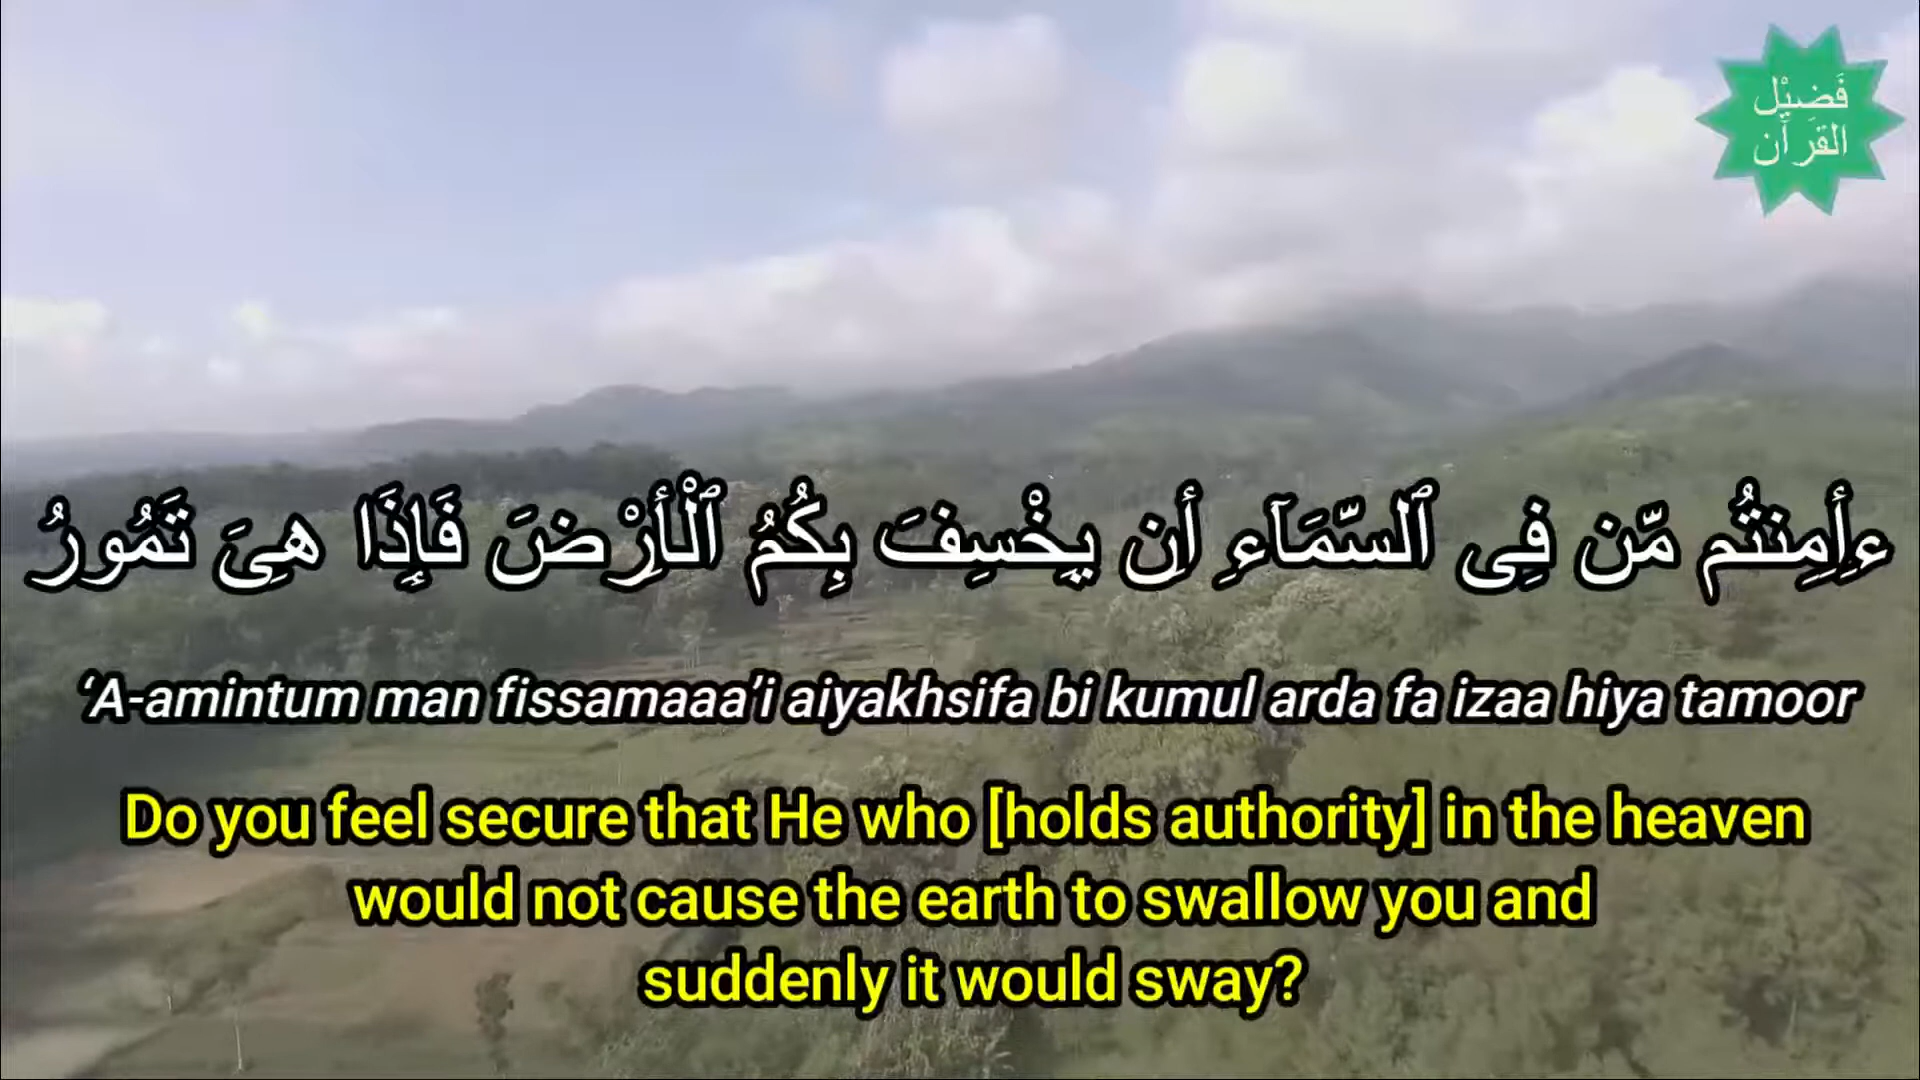 فَضِيْل
القرآن
ءَأَمِنتُم مَّن فِى ٱلسَّمَآءِ أَن يَخْسِفَ بِكُمُ ٱلْأَرْضَ فَإِذَا هِىَ تَمُورُ
‘A-amintum man fissamaaa’i aiyakhsifa bi kumul arda fa izaa hiya tamoor
Do you feel secure that He who [holds authority] in the heaven
would not cause the earth to swallow you and
suddenly it would sway?